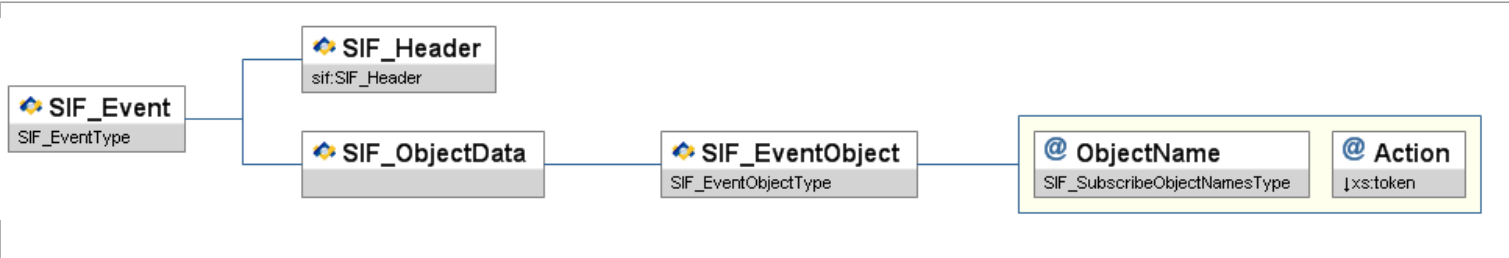 SIF_Event
SIF_EventType
SIF_Header
sif:SIF_Header
SIF_ObjectData
SIF_EventObject
SIF_EventObjectType
@ ObjectName
SIF_SubscribeObjectNamesType
@ Action
↓xs:token